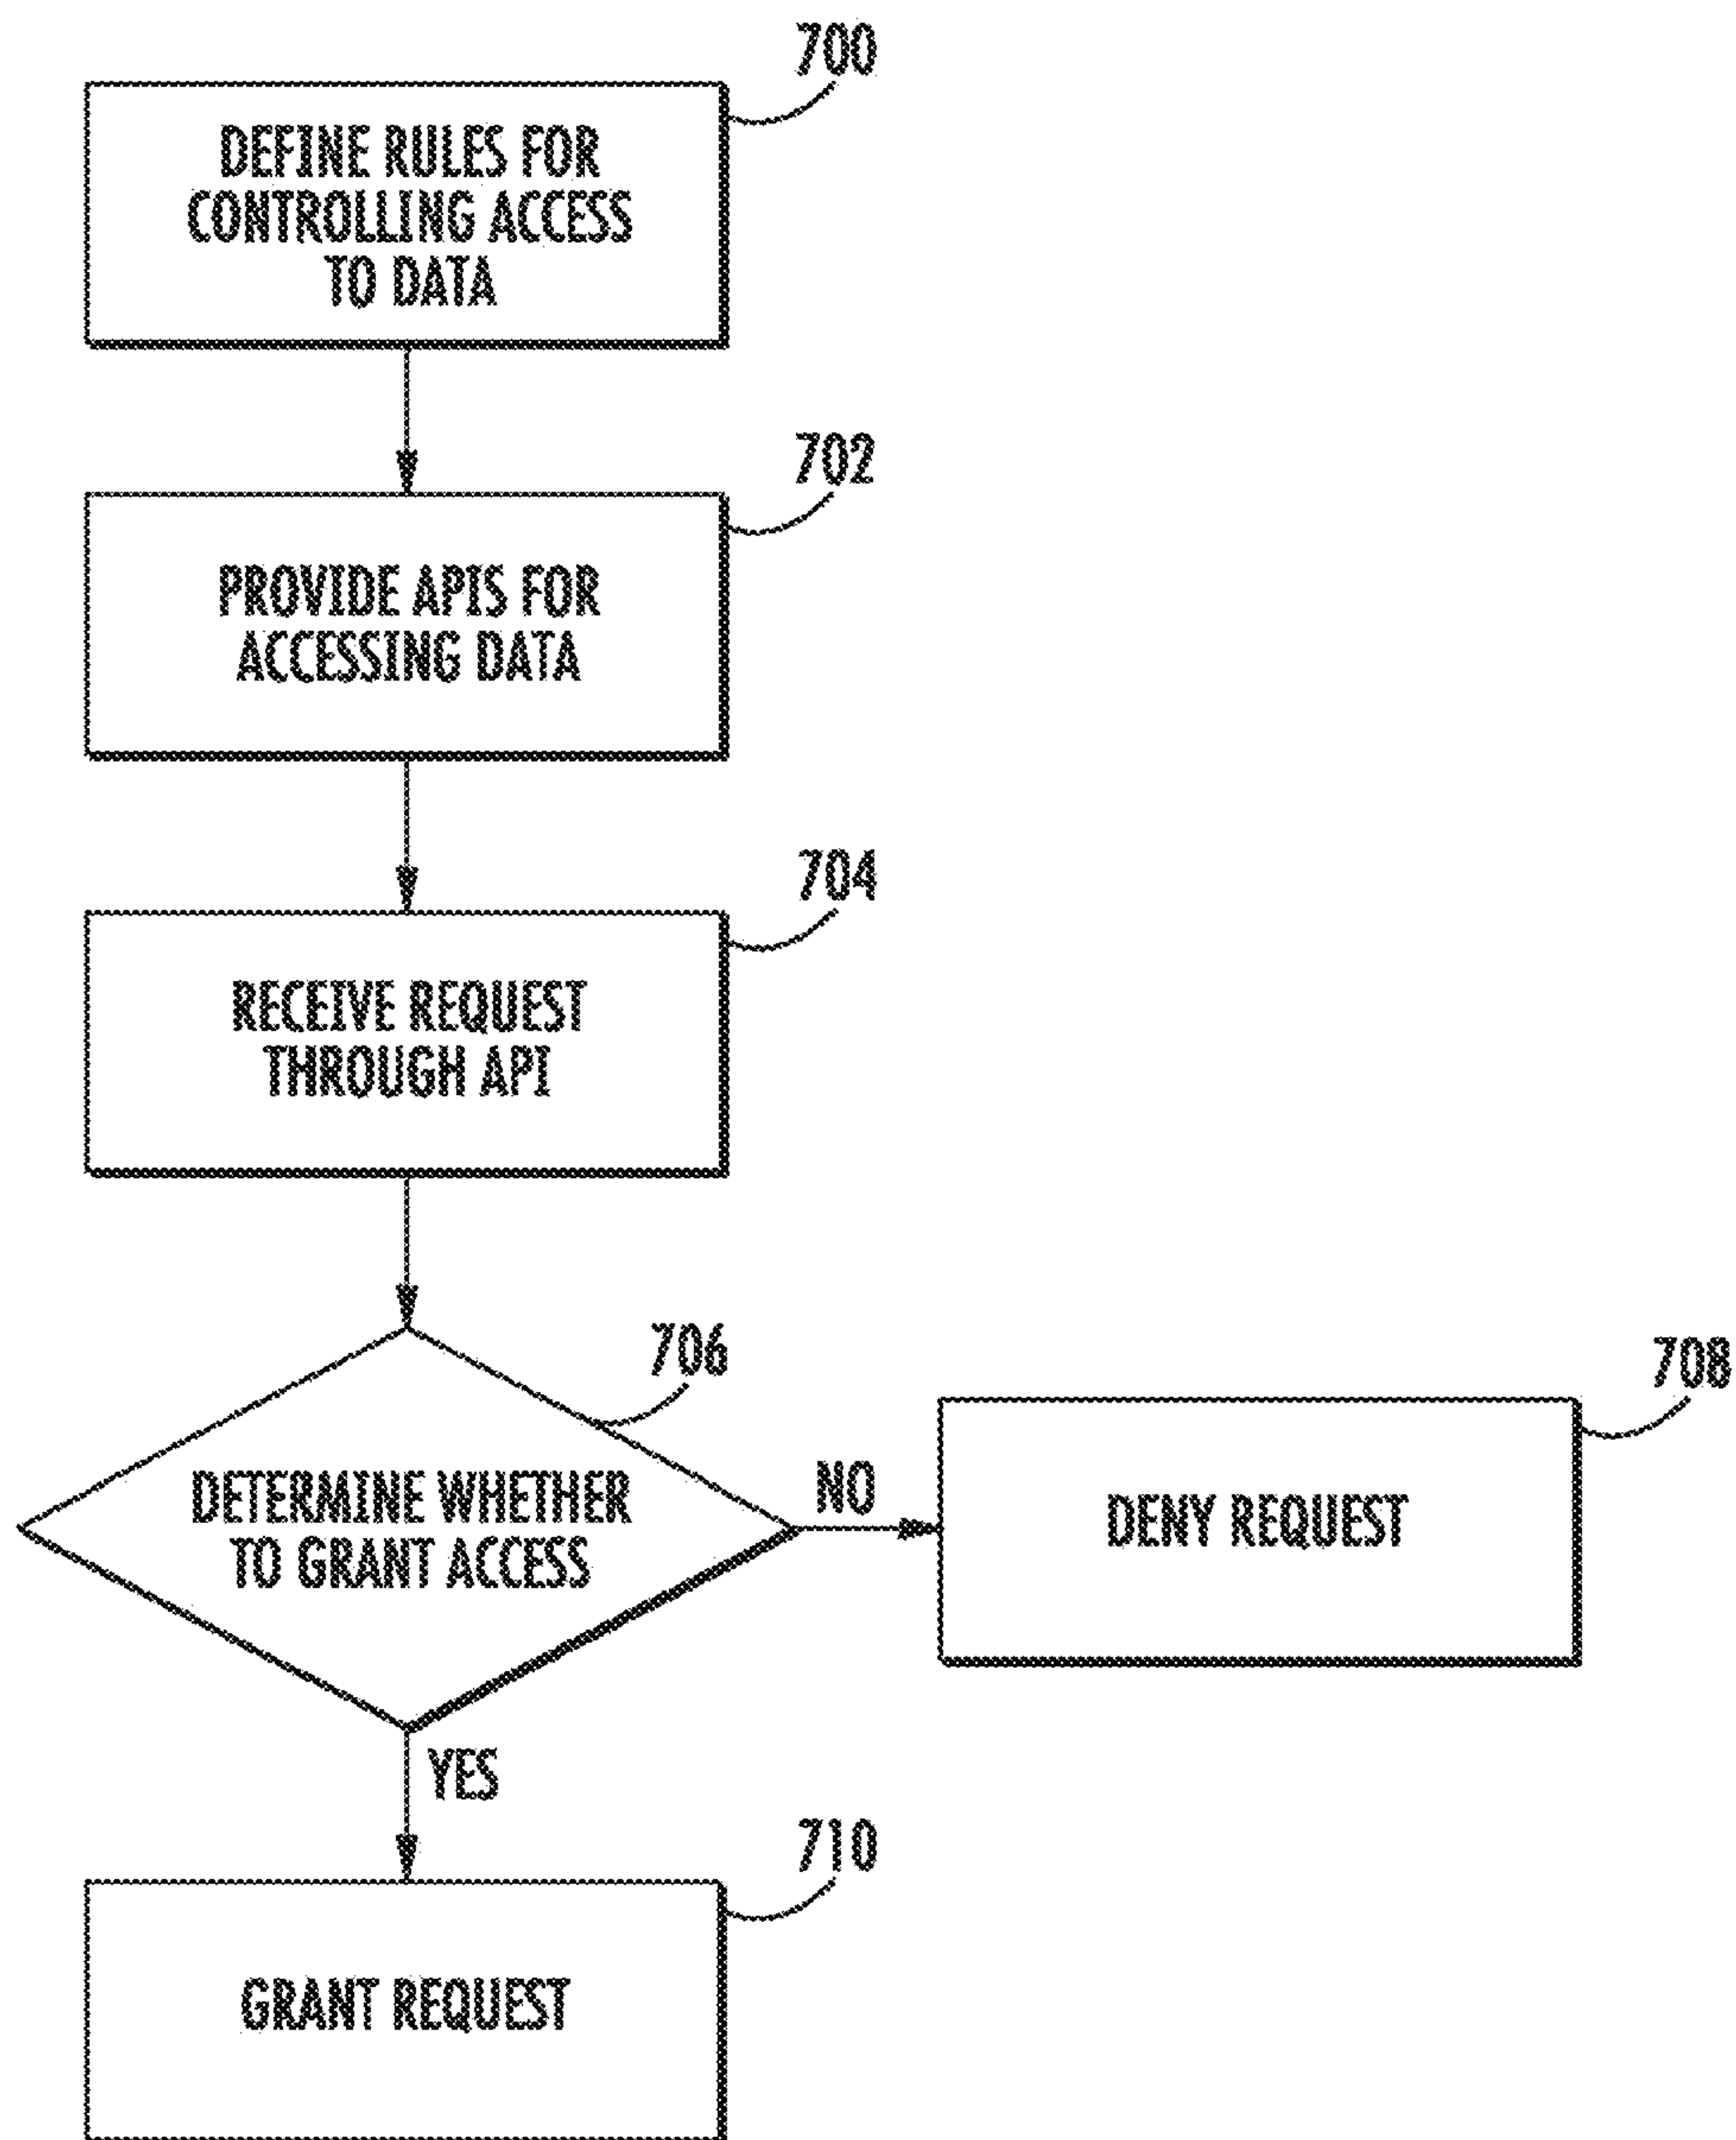 700
DEFINE RULES FOR
CONTROLLING ACCESS
TO DATA
702
PROVIDE APIS FOR
ACCESSING DATA
704
RECEIVE REQUEST
THROUGH API
706
DETERMINE WHETHER
TO GRANT ACCESS
NO
708
DENY REQUEST
YES
710
GRANT REQUEST